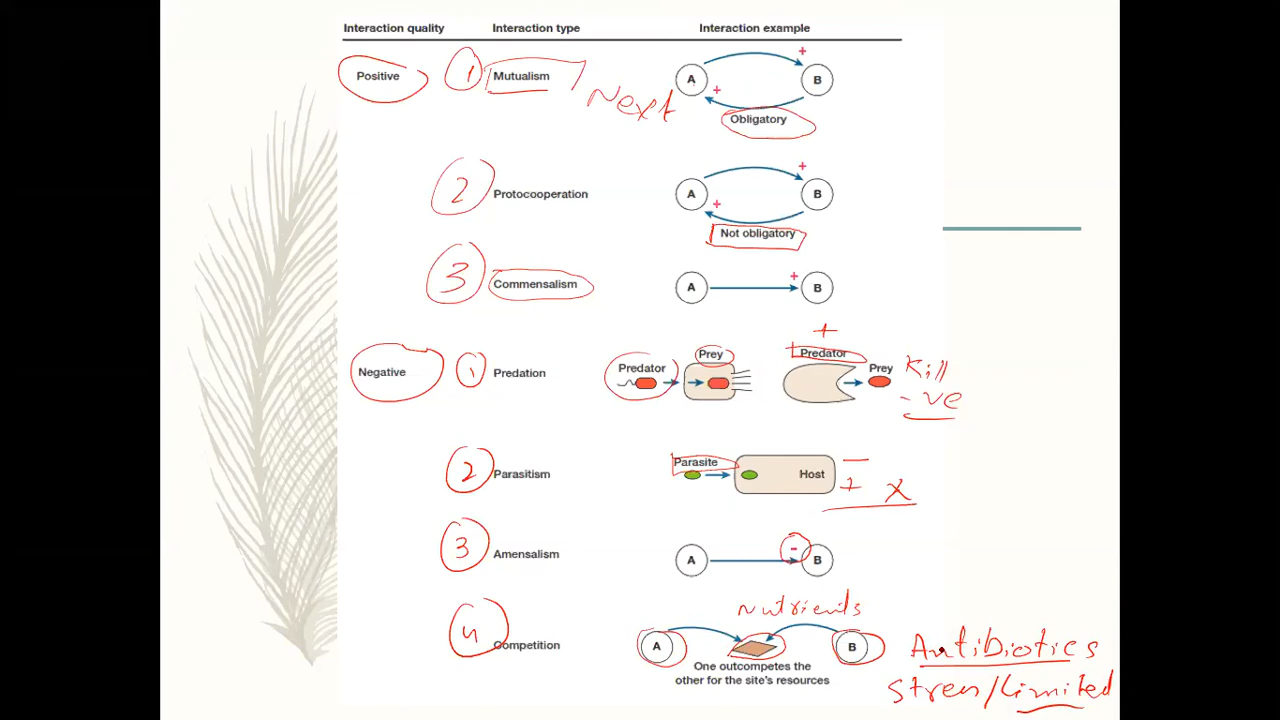 Interaction quality Interaction type Interaction example
Positive 1 Mutualism Next A + B +
Obligatory
2 Protocooperation A + B +
Not obligatory
3 Commensalism A + B
+
Negative 1 Predation Predator Prey Predator Prey Kill
-ve
2 Parasitism Parasite Host -
+ x
3 Amensalism A - B
nutrients
4 Competition A B
One outcompetes the
other for the site's resources
Antibiotics
stress/Limited